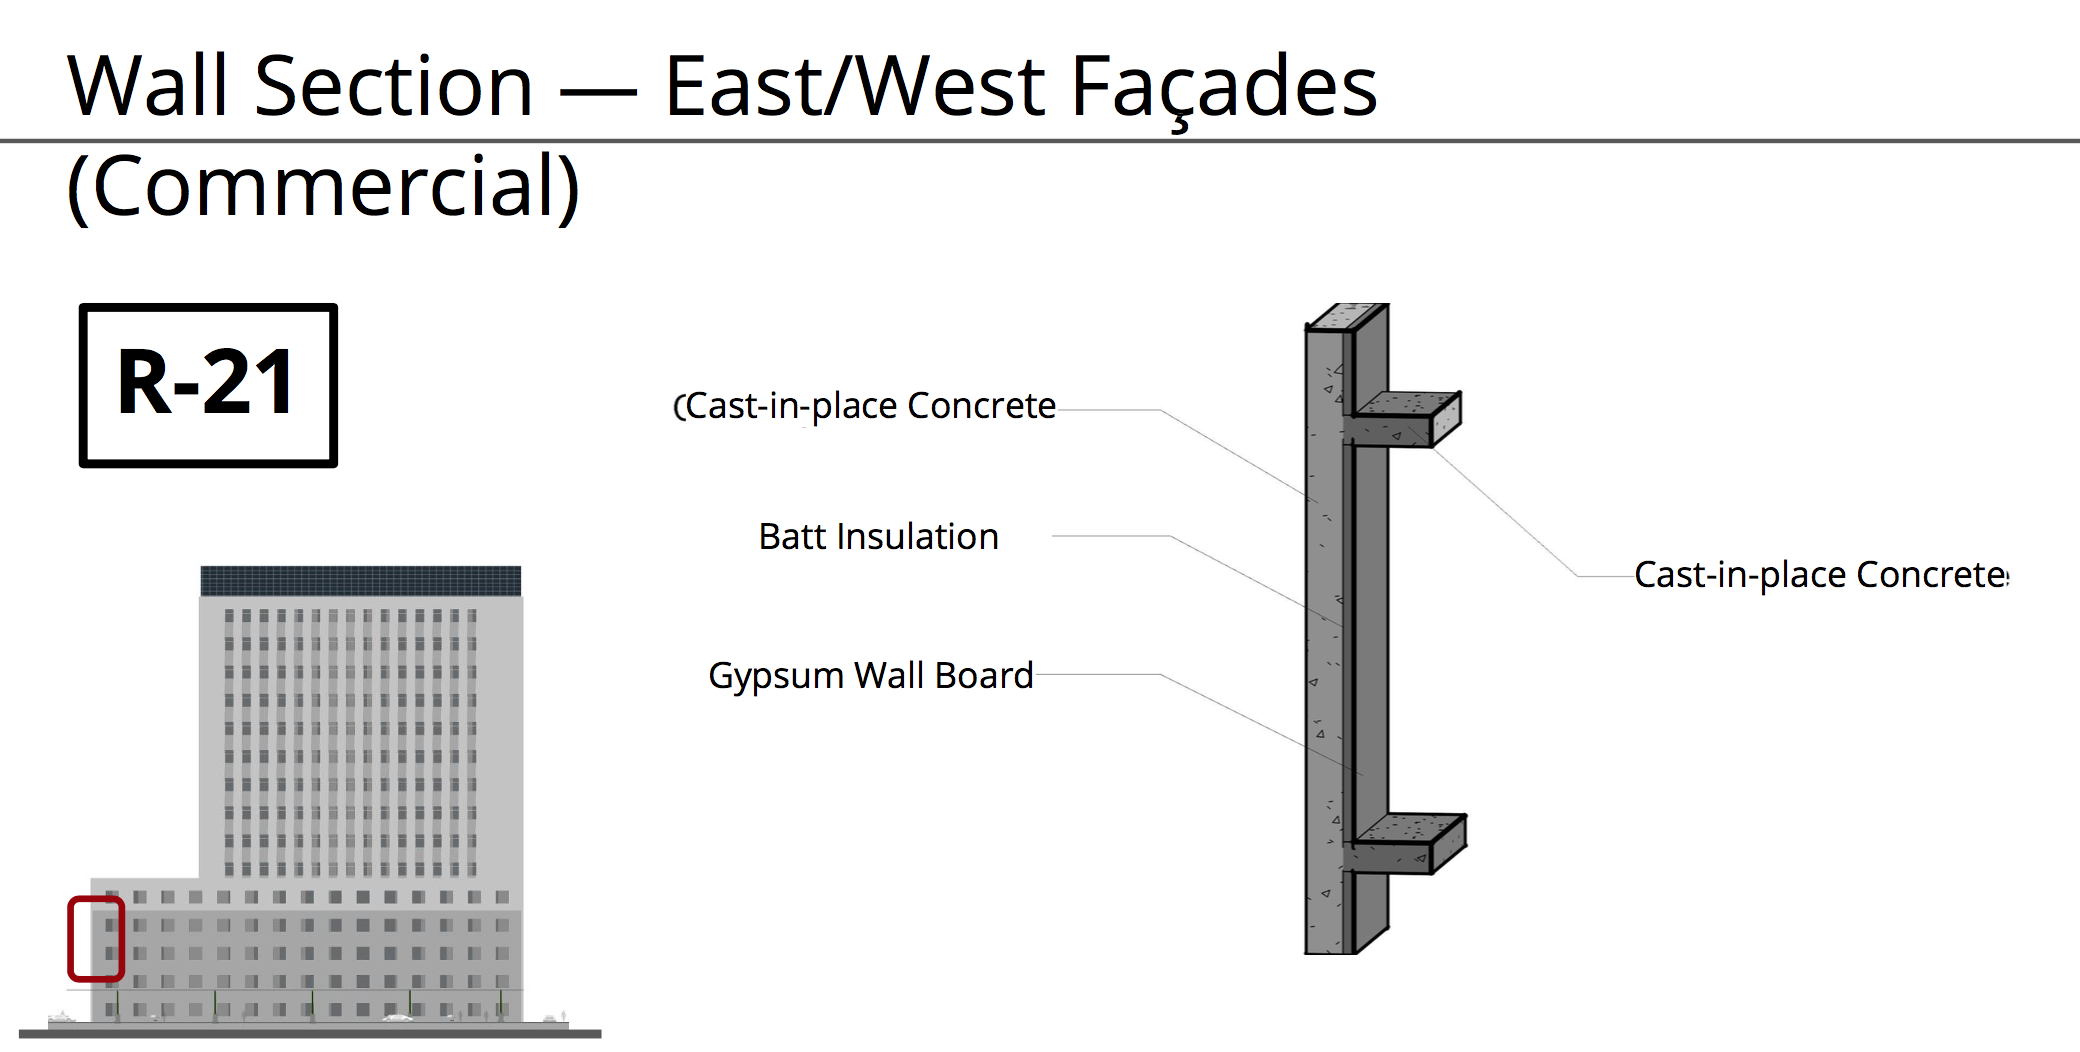 Wall Section — East/West Façades
(Commercial)
R-21
Cast-in-place Concrete
Batt Insulation
Cast-in-place Concrete
Gypsum Wall Board